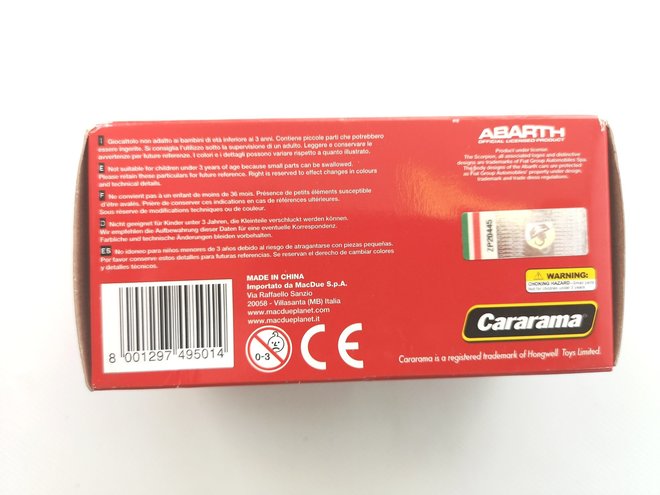 I Giocattolo non adatto ai bambini di età inferiore ai 3 anni. Contiene piccole parti che potrebbero
essere ingerite. Si consiglia l'utilizzo sotto la supervisione di un adulto. Leggere e conservare le
avvertenze per future referenze. I colori e i dettagli possono variare rispetto a quanto illustrato.
E Not suitable for children under 3 years of age because small parts can be swallowed.
Please retain these particulars for future reference. Right is reserved to effect changes in colours
and technical details.
F Ne convient pas à un enfant de moins de 36 mois. Présence de petits éléments susceptible
d'être avalés. Prière de conserver ces indications en cas de références ultérieures.
Sous réserve de modifications techniques ou de couleur.
D Nicht geeignet für Kinder unter 3 Jahren, die Kleinteile verschluckt werden können.
Wir empfehlen die Aufbewahrung dieser Daten für eine eventuelle Korrespondenz.
Farbliche und technische Änderungen bleiben vorbehalten.
ES No idoneo para niños menores de 3 años debido al riesgo de atragantarse con piezas pequeñas.
Por favor conserve estos detalles para futuras referencias. Se reservan el derecho de cambiar colores
y detalles técnicos.
8 001297 495014
MADE IN CHINA
Importato da MacDue S.p.A.
Via Raffaello Sanzio
20058 - Villasanta (MB) Italia
www.macdueplanet.com
www.macdueplanet.it
0-3
CE
ABARTH
OFFICIAL LICENSED PRODUCT
Product under license.
The Scorpion, all associated logos and distinctive
designs are trademarks of Fiat Group Automobiles Spa.
The body designs of the Abarth cars are protected
as Fiat Group Automobiles' property under design,
trademark and trade dress regulations.
ZP20445
WARNING:
CHOKING HAZARD - Small parts
Not for children under 3 years
Cararama
Cararama is a registered trademark of Hongwell Toys Limited.